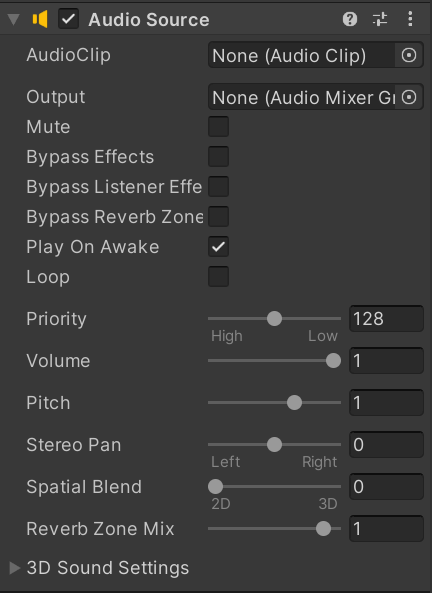 Audio Source
AudioClip None (Audio Clip)
Output None (Audio Mixer Gr
Mute
Bypass Effects
Bypass Listener Effe
Bypass Reverb Zone
Play On Awake
Loop
Priority 128
High Low
Volume 1
Pitch 1
Stereo Pan 0
Left Right
Spatial Blend 0
2D 3D
Reverb Zone Mix 1
3D Sound Settings